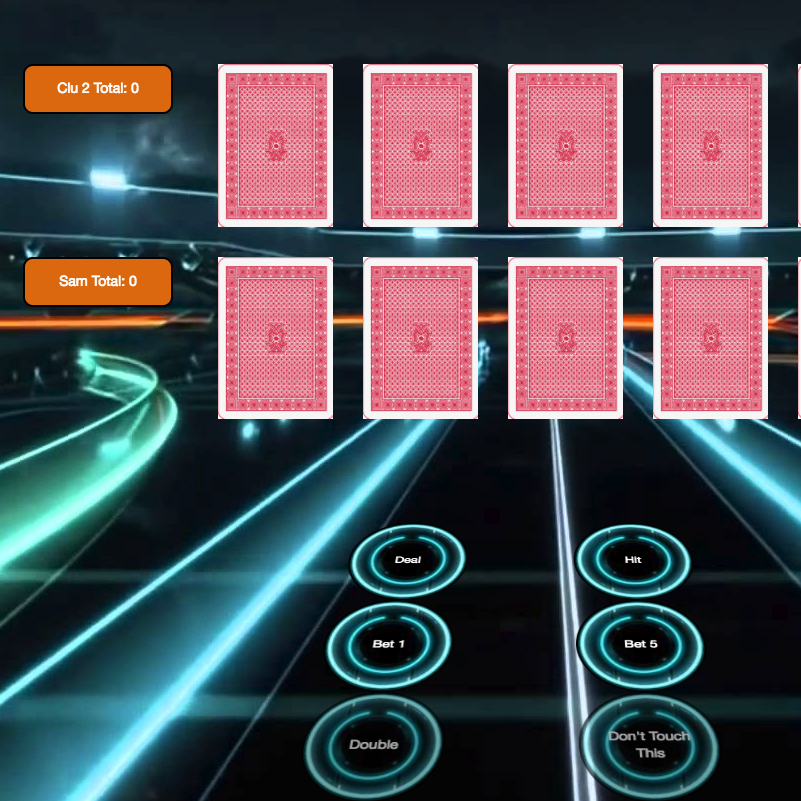 Clu 2 Total: 0
Sam Total: 0
Deal
Hit
Bet 1
Bet 5
Double
Don't Touch
This